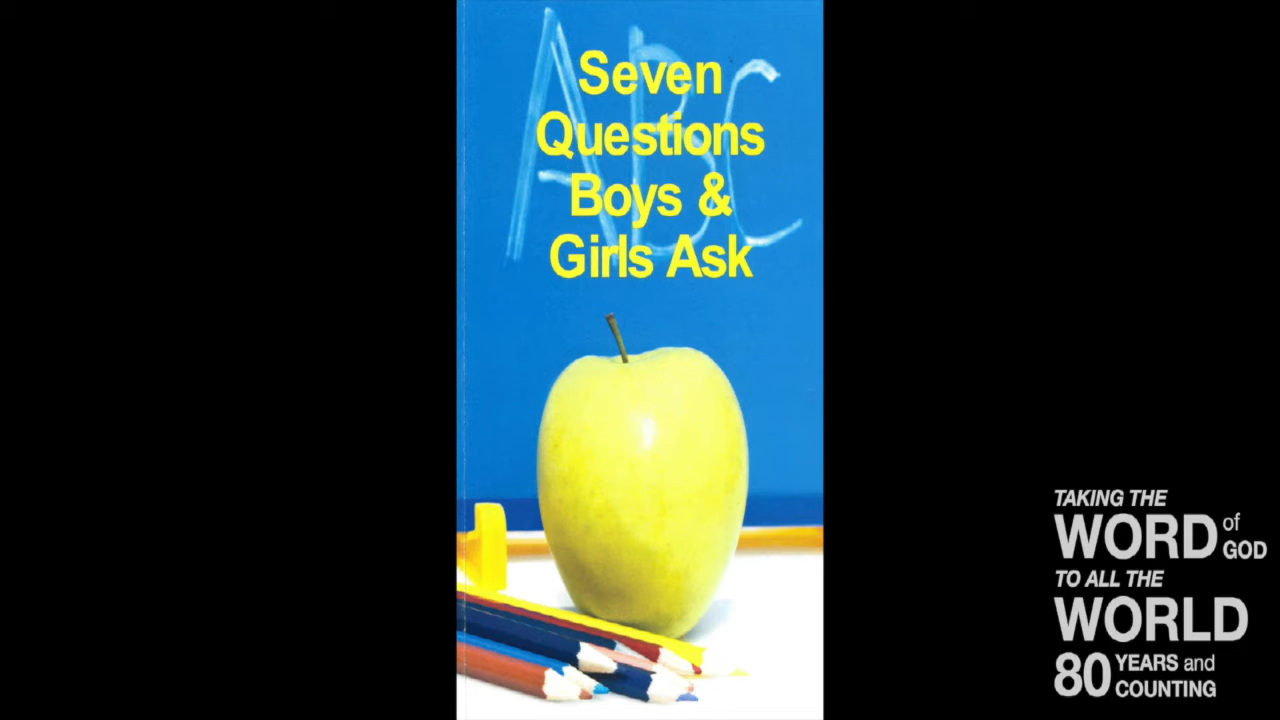 ABC
Seven
Questions
Boys &
Girls Ask
TAKING THE
WORD of
GOD
TO ALL THE
WORLD
80 YEARS and
COUNTING